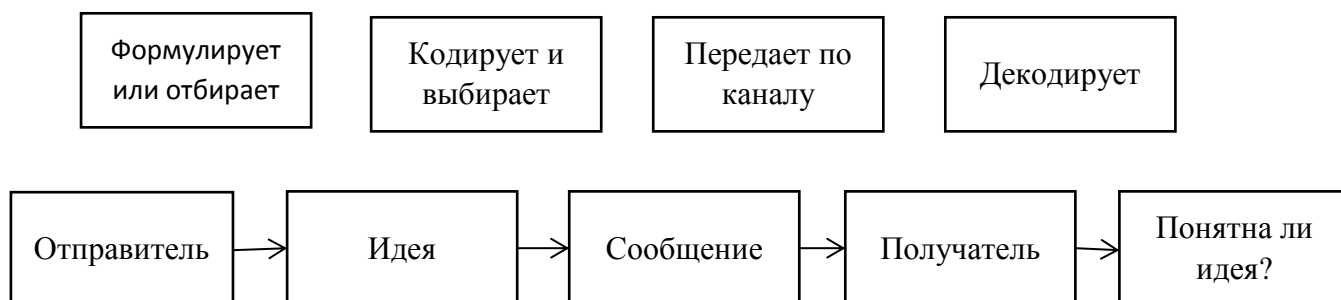 Формулирует
или отбирает
Кодирует и
выбирает
Передает по
каналу
Декодирует
Отправитель
Идея
Сообщение
Получатель
Понятна ли
идея?